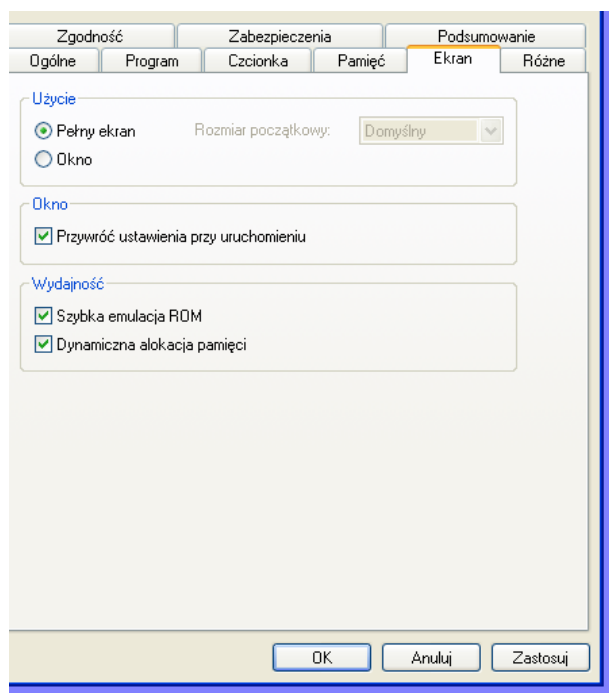 Zgodność Zabezpieczenia Podsumowanie
Ogólne Program Czcionka Pamięć Ekran Różne
Użycie
Pełny ekran Rozmiar początkowy: Domyślny
Okno
Okno
Przywróć ustawienia przy uruchomieniu
Wydajność
Szybka emulacja ROM
Dynamiczna alokacja pamięci
OK Anuluj Zastosuj